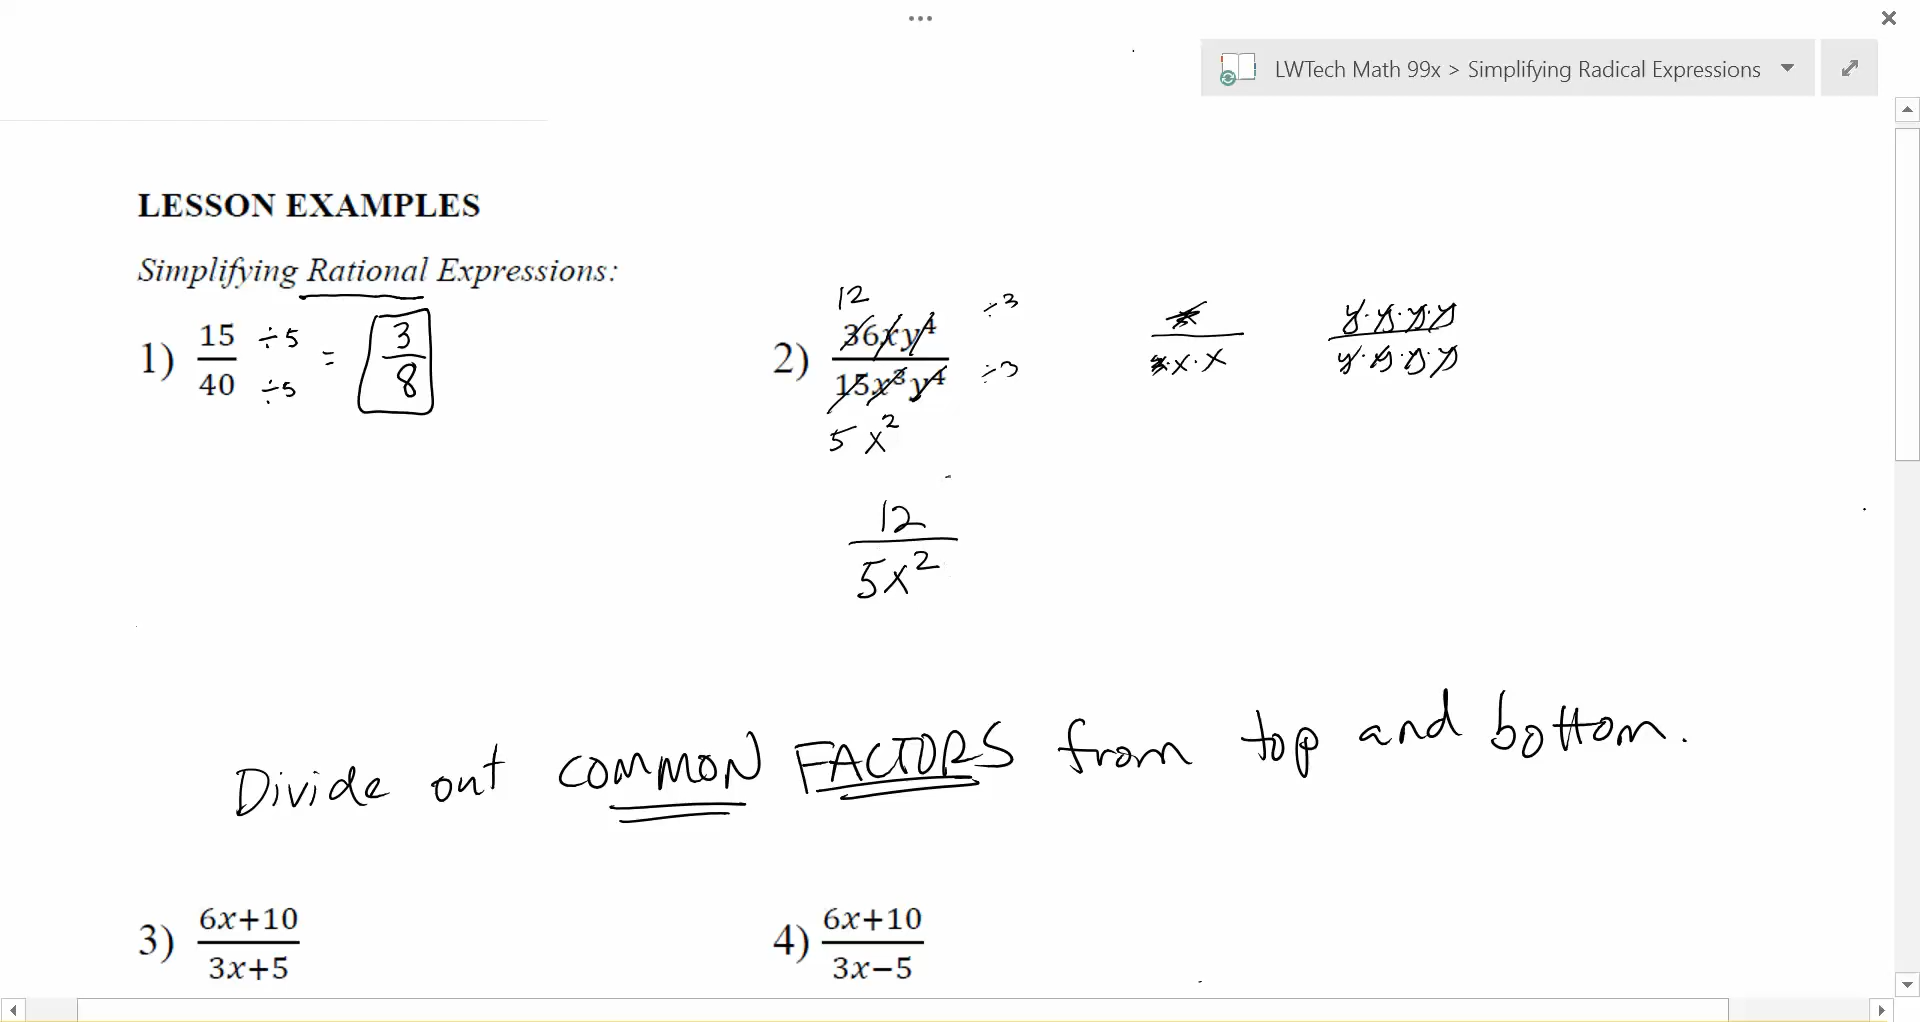 LWTech Math 99x > Simplifying Radical Expressions
LESSON EXAMPLES
Simplifying Rational Expressions:
1) 15/40 ÷5 ÷5 = 3/8
2) 36xy⁴/15x³y⁴ ÷3 ÷3
12
5x²
x/x·x·x
y·y·y·y/y·y·y·y
12/5x²
Divide out COMMON FACTORS from top and bottom.
3) 6x+10/3x+5
4) 6x+10/3x−5